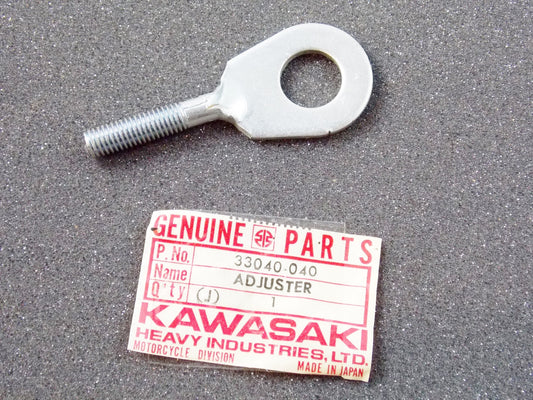 GENUINE PARTS
P. No. 33040-040
Name ADJUSTER
Q'ty (J) 1
KAWASAKI
HEAVY INDUSTRIES, LTD.
MOTORCYCLE DIVISION MADE IN JAPAN